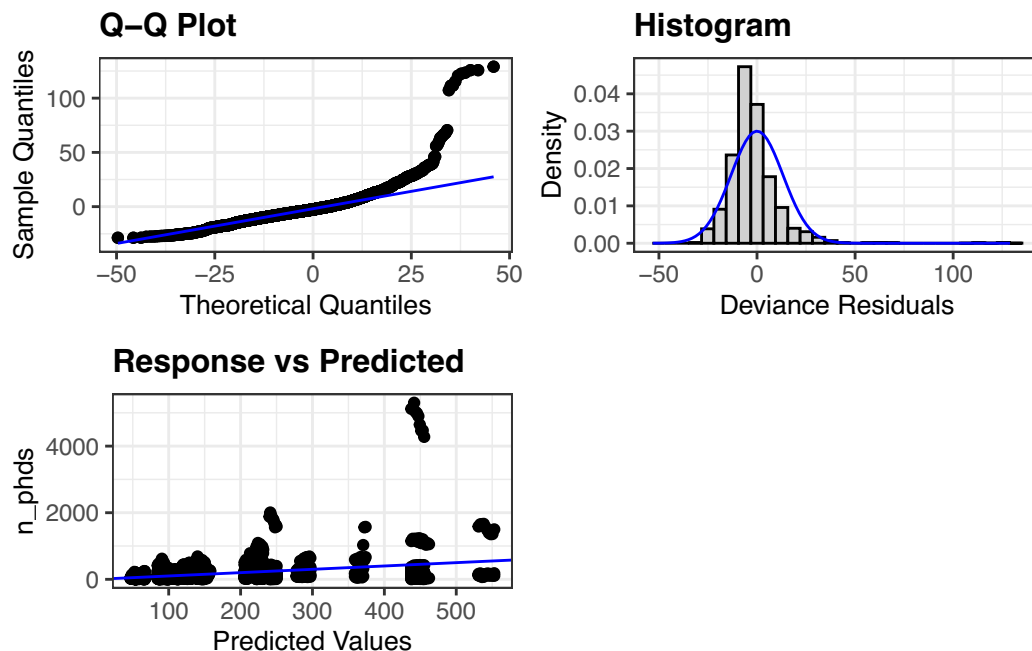 Q−Q Plot
Sample Quantiles
100
50
0
−50
−25
0
25
50
Theoretical Quantiles
Histogram
Density
0.04
0.03
0.02
0.01
0.00
−50
0
50
100
Deviance Residuals
Response vs Predicted
n_phds
4000
2000
0
100
200
300
400
500
Predicted Values